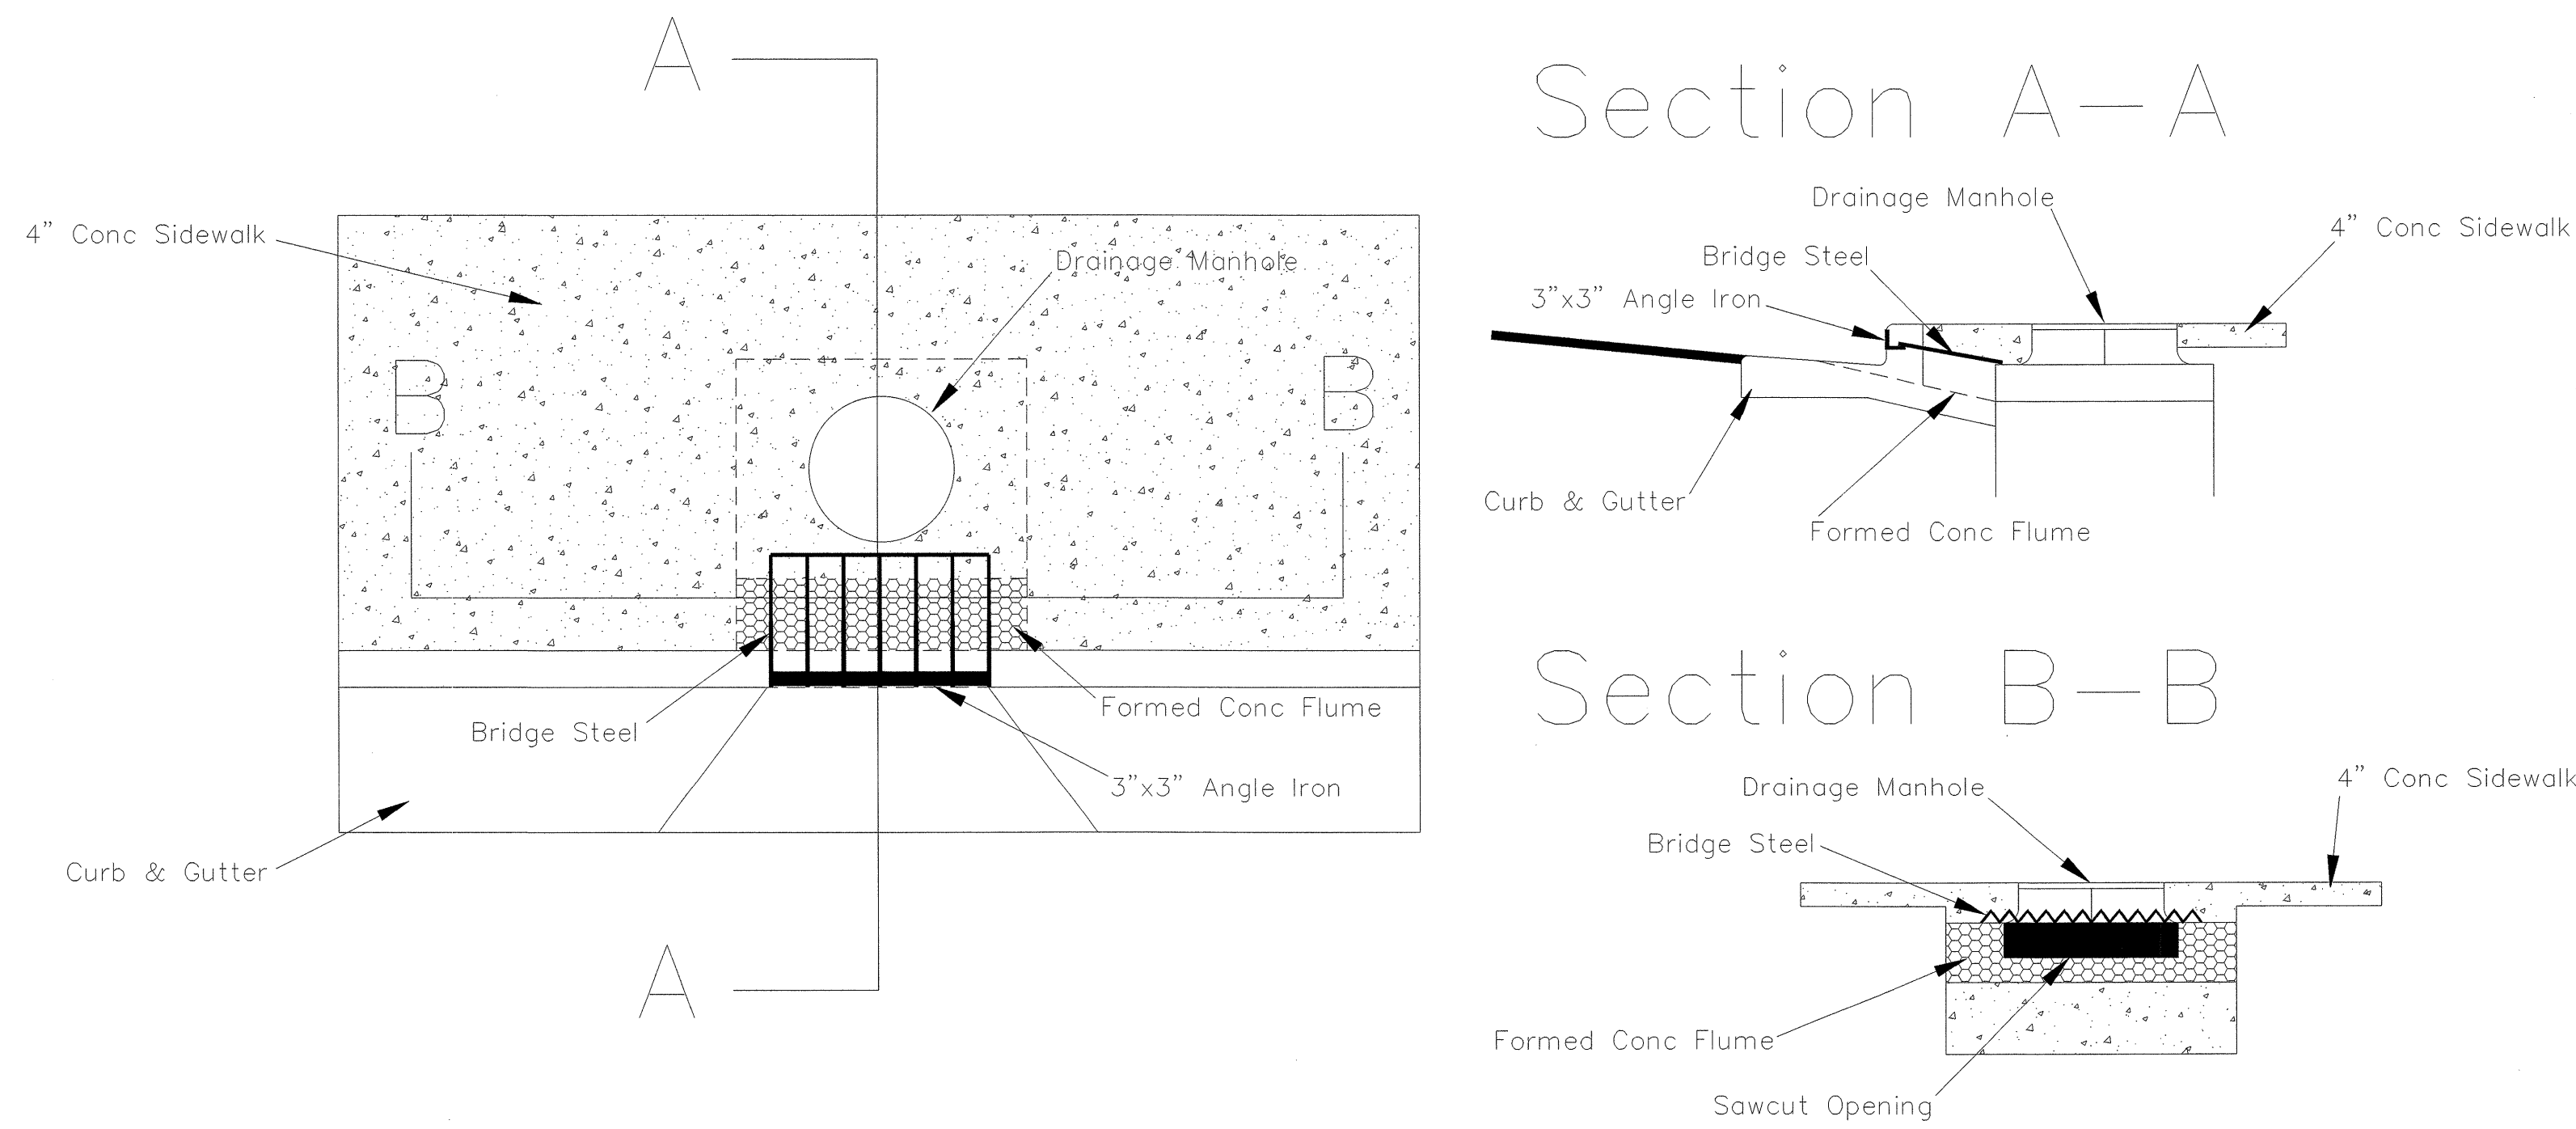 A
4” Conc Sidewalk
Drainage Manhole
B
B
Bridge Steel
Formed Conc Flume
3”x3” Angle Iron
Curb & Gutter
A
Section A–A
Drainage Manhole
4” Conc Sidewalk
Bridge Steel
3”x3” Angle Iron
Curb & Gutter
Formed Conc Flume
Section B–B
4” Conc Sidewalk
Drainage Manhole
Bridge Steel
Formed Conc Flume
Sawcut Opening